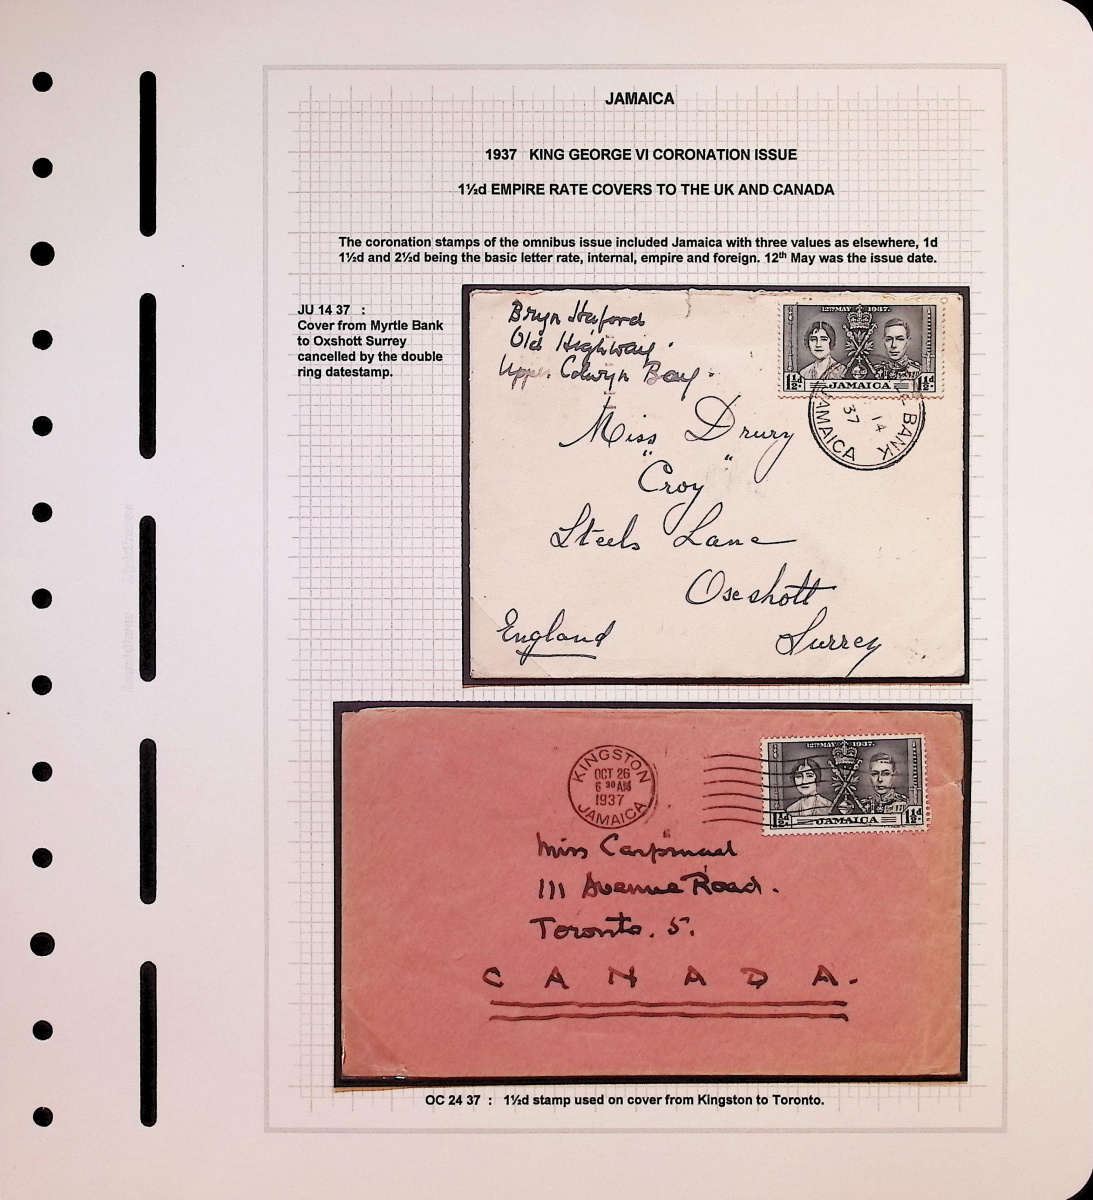 JAMAICA
1937 KING GEORGE VI CORONATION ISSUE
1½d EMPIRE RATE COVERS TO THE UK AND CANADA
The coronation stamps of the omnibus issue included Jamaica with three values as elsewhere, 1d
1½d and 2½d being the basic letter rate, internal, empire and foreign. 12th May was the issue date.
JU 14 37 :
Cover from Myrtle Bank
to Oxshott Surrey
cancelled by the double
ring datestamp.
Bryn
Old Highway.
Upper Colwyn Bay.
12TH MAY 1937.
1½d. JAMAICA 1½d.
BANK
14
37
JAMAICA
Miss Drury
"Croy"
Steels Lane
Oxshott
England Surrey
KINGSTON
OCT 26
6 30 AM
1937
JAMAICA
12TH MAY 1937.
1½d. JAMAICA 1½d.
Miss
111 Avenue Road.
Toronto. 5.
CANADA.
OC 24 37 : 1½d stamp used on cover from Kingston to Toronto.